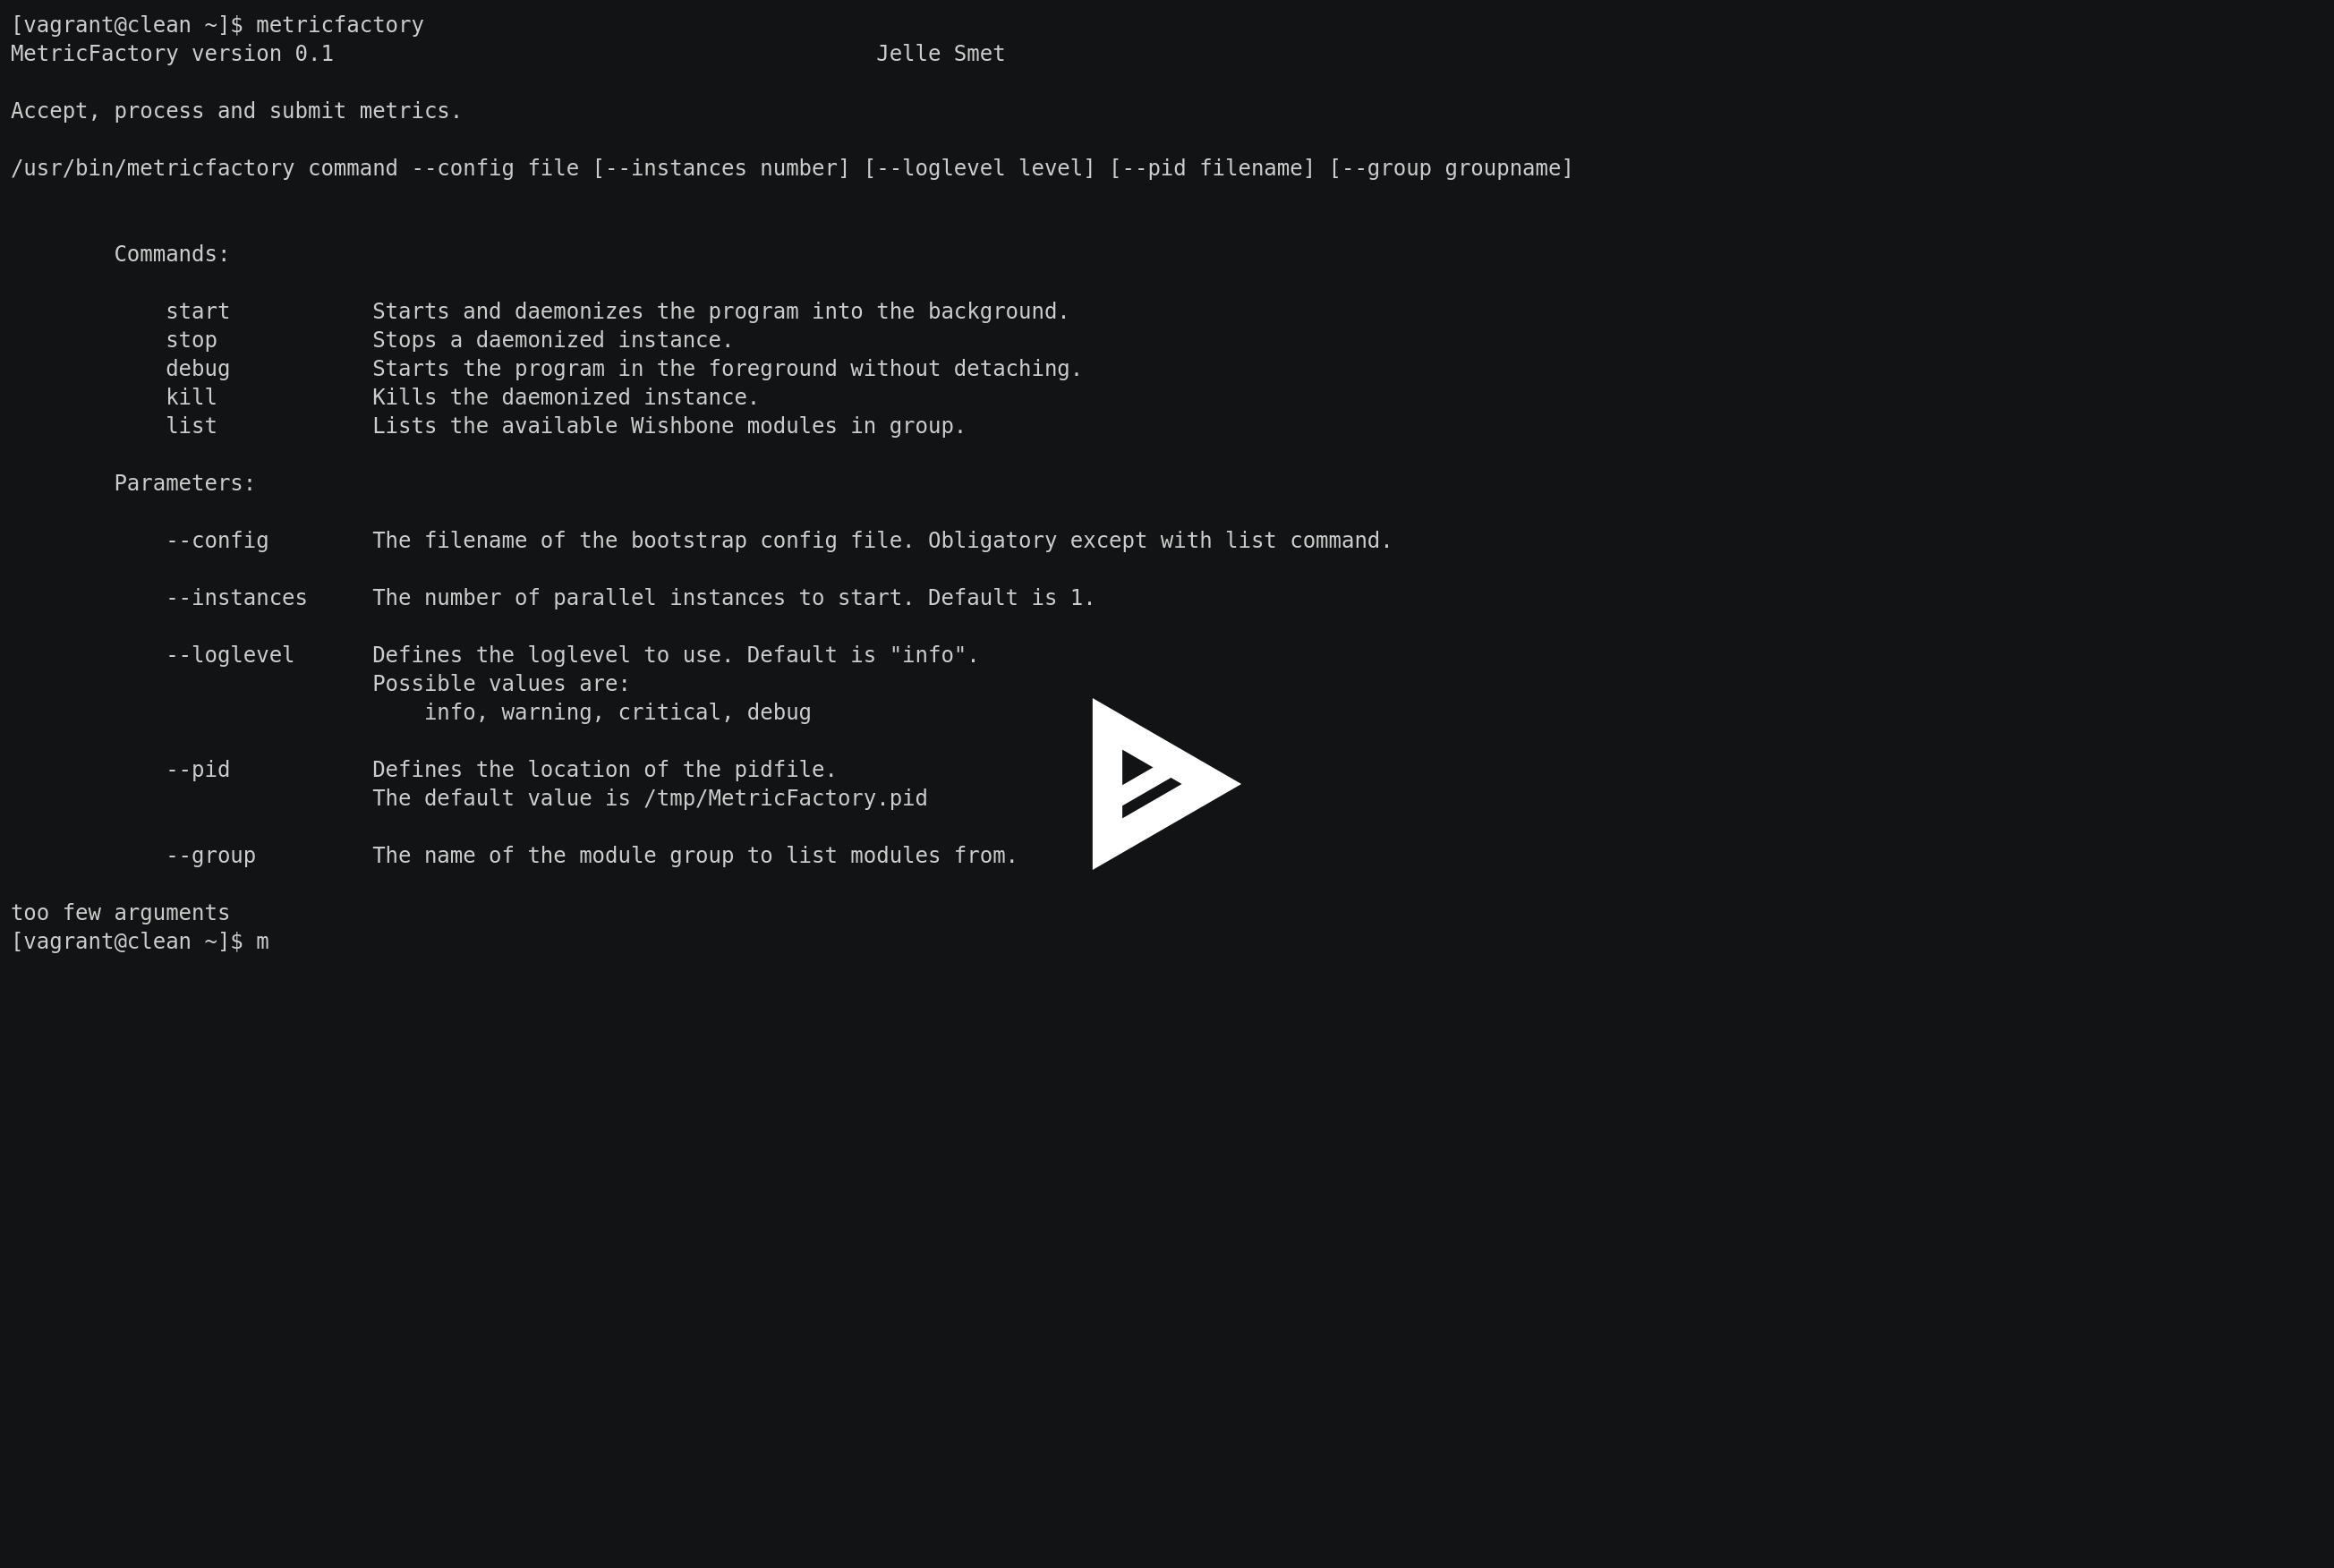 [vagrant@clean ~]$ metricfactory
MetricFactory version 0.1                                          Jelle Smet
Accept, process and submit metrics.
/usr/bin/metricfactory command --config file [--instances number] [--loglevel level] [--pid filename] [--group groupname]
        Commands:
            start           Starts and daemonizes the program into the background.
            stop            Stops a daemonized instance.
            debug           Starts the program in the foreground without detaching.
            kill            Kills the daemonized instance.
            list            Lists the available Wishbone modules in group.
        Parameters:
            --config        The filename of the bootstrap config file. Obligatory except with list command.
            --instances     The number of parallel instances to start. Default is 1.
            --loglevel      Defines the loglevel to use. Default is "info".
                            Possible values are:
                                info, warning, critical, debug
            --pid           Defines the location of the pidfile.
                            The default value is /tmp/MetricFactory.pid
            --group         The name of the module group to list modules from.
too few arguments
[vagrant@clean ~]$ m